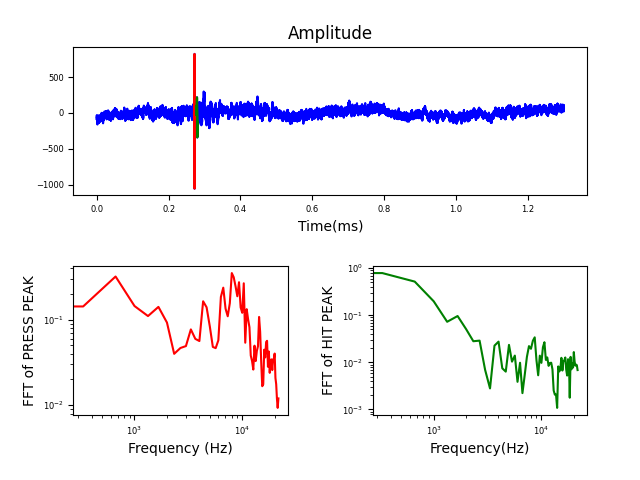 Amplitude
500
0
−500
−1000
0.0 0.2 0.4 0.6 0.8 1.0 1.2
Time(ms)
FFT of PRESS PEAK
10⁻¹
10⁻²
10³ 10⁴
Frequency (Hz)
FFT of HIT PEAK
10⁰
10⁻¹
10⁻²
10⁻³
10³ 10⁴
Frequency(Hz)